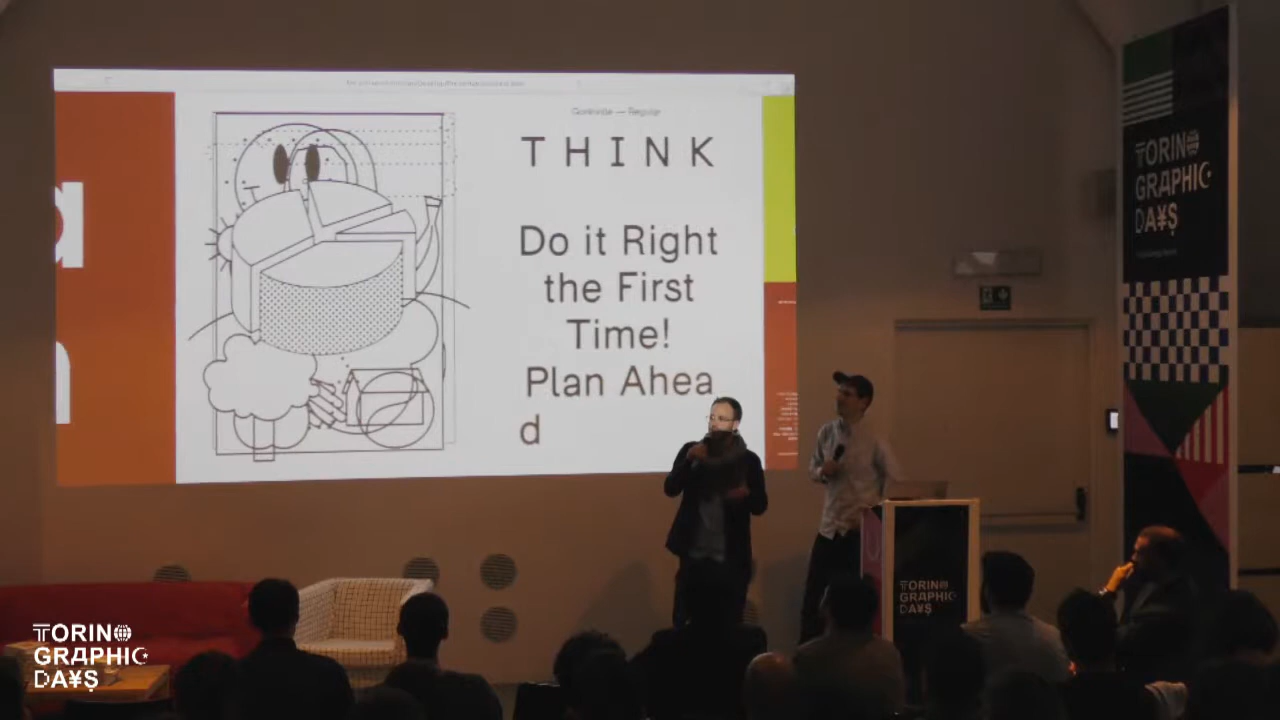 THINK
Do it Right
the First
Time!
Plan Ahea
d
TORINO
GRAPHIC
DA¥S
TORINO
GRAPHIC
DA¥S
TORINO
GRAPHIC
DA¥S